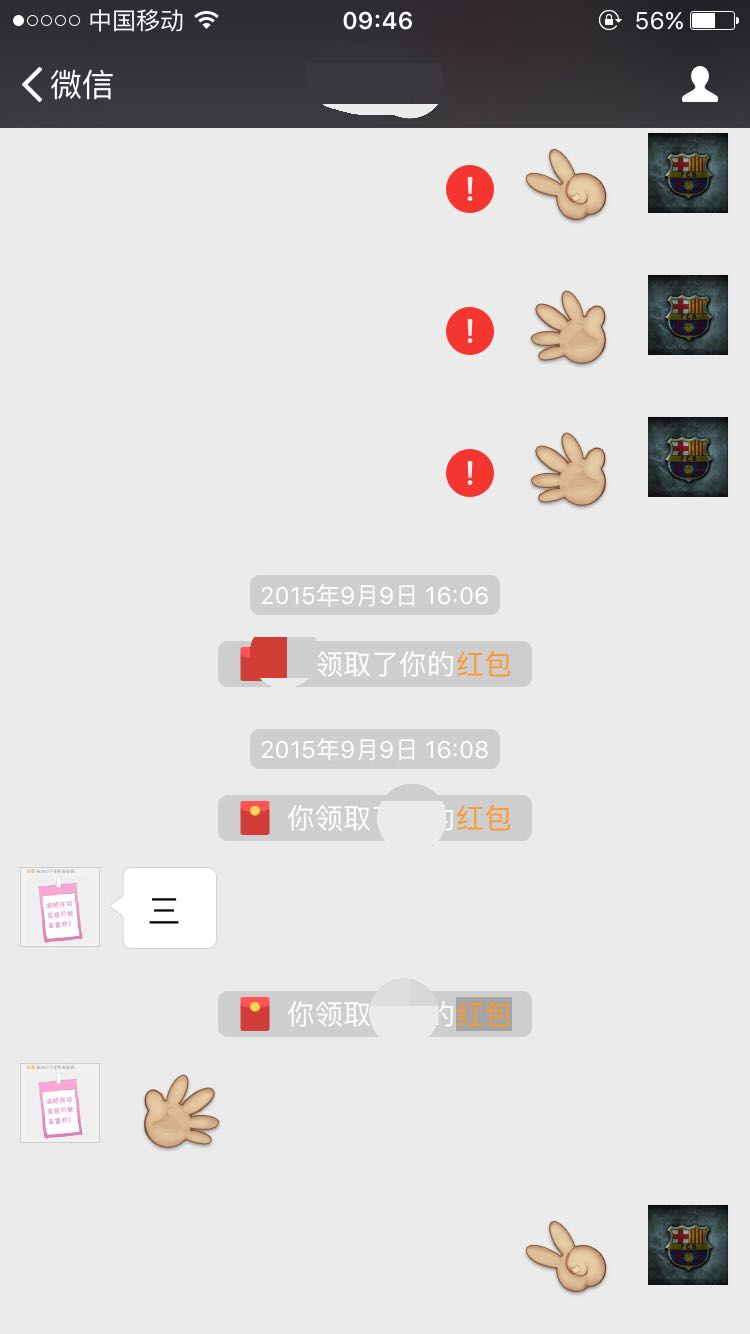 中国移动 09:46 56%
微信
2015年9月9日 16:06
领取了你的红包
2015年9月9日 16:08
你领取 红包
三
你领取 的红包